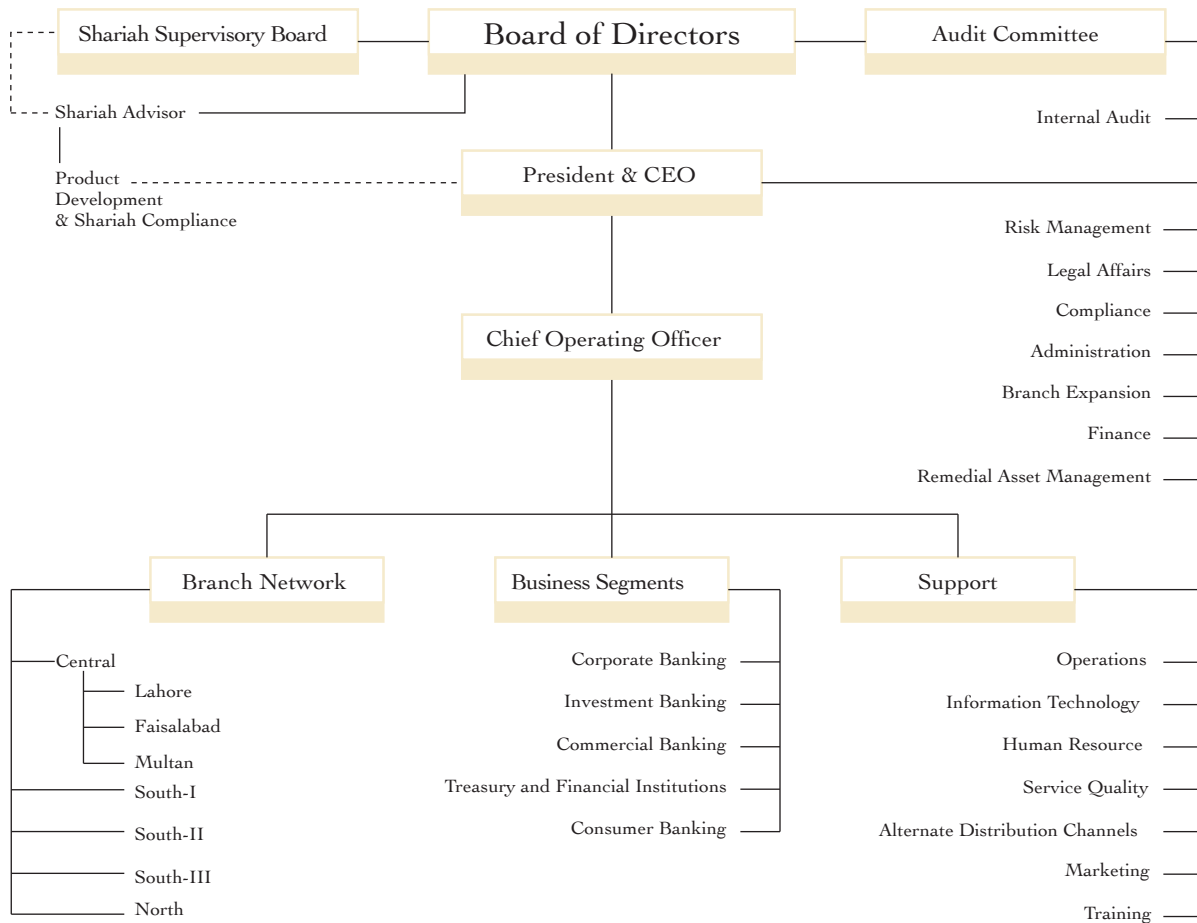 Shariah Supervisory Board
Board of Directors
Audit Committee
Shariah Advisor
Internal Audit
Product
Development
& Shariah Compliance
President & CEO
Risk Management
Legal Affairs
Compliance
Administration
Branch Expansion
Finance
Remedial Asset Management
Chief Operating Officer
Branch Network
Business Segments
Support
Central
Lahore
Faisalabad
Multan
South-I
South-II
South-III
North
Corporate Banking
Investment Banking
Commercial Banking
Treasury and Financial Institutions
Consumer Banking
Operations
Information Technology
Human Resource
Service Quality
Alternate Distribution Channels
Marketing
Training